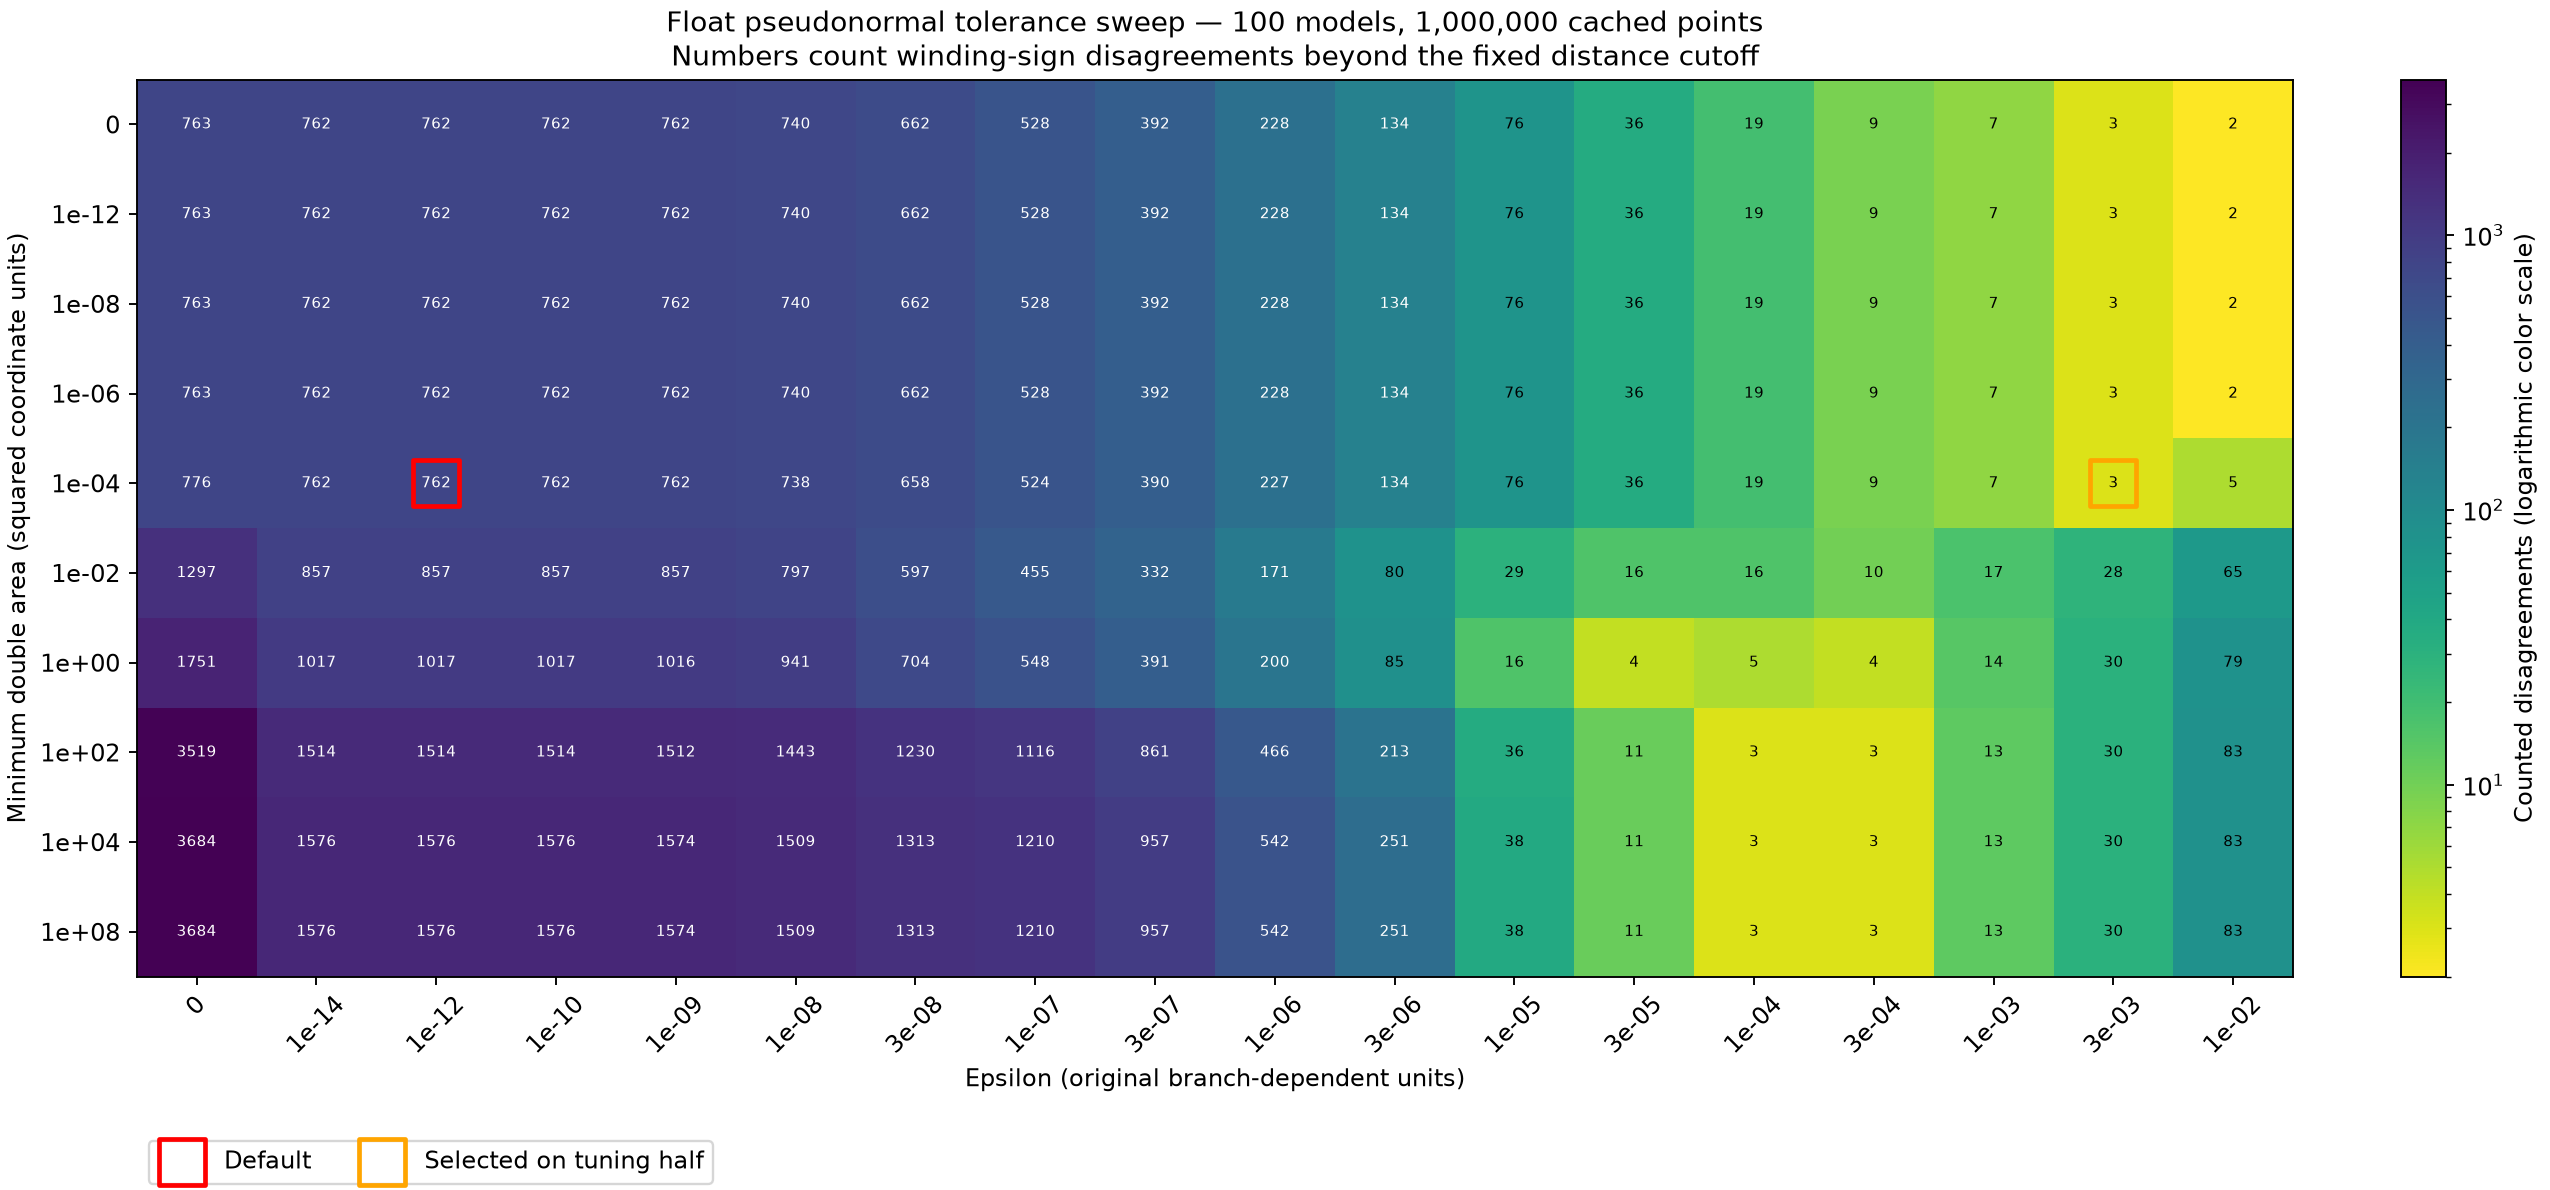 Float pseudonormal tolerance sweep — 100 models, 1,000,000 cached points
Numbers count winding-sign disagreements beyond the fixed distance cutoff
Minimum double area (squared coordinate units)
0 763 762 762 762 762 740 662 528 392 228 134 76 36 19 9 7 3 2
1e-12 763 762 762 762 762 740 662 528 392 228 134 76 36 19 9 7 3 2
1e-08 763 762 762 762 762 740 662 528 392 228 134 76 36 19 9 7 3 2
1e-06 763 762 762 762 762 740 662 528 392 228 134 76 36 19 9 7 3 2
1e-04 776 762 762 762 762 738 658 524 390 227 134 76 36 19 9 7 3 5
1e-02 1297 857 857 857 857 797 597 455 332 171 80 29 16 16 10 17 28 65
1e+00 1751 1017 1017 1017 1016 941 704 548 391 200 85 16 4 5 4 14 30 79
1e+02 3519 1514 1514 1514 1512 1443 1230 1116 861 466 213 36 11 3 3 13 30 83
1e+04 3684 1576 1576 1576 1574 1509 1313 1210 957 542 251 38 11 3 3 13 30 83
1e+08 3684 1576 1576 1576 1574 1509 1313 1210 957 542 251 38 11 3 3 13 30 83
0 1e-14 1e-12 1e-10 1e-09 1e-08 3e-08 1e-07 3e-07 1e-06 3e-06 1e-05 3e-05 1e-04 3e-04 1e-03 3e-03 1e-02
Epsilon (original branch-dependent units)
10³
10²
10¹
Counted disagreements (logarithmic color scale)
Default Selected on tuning half